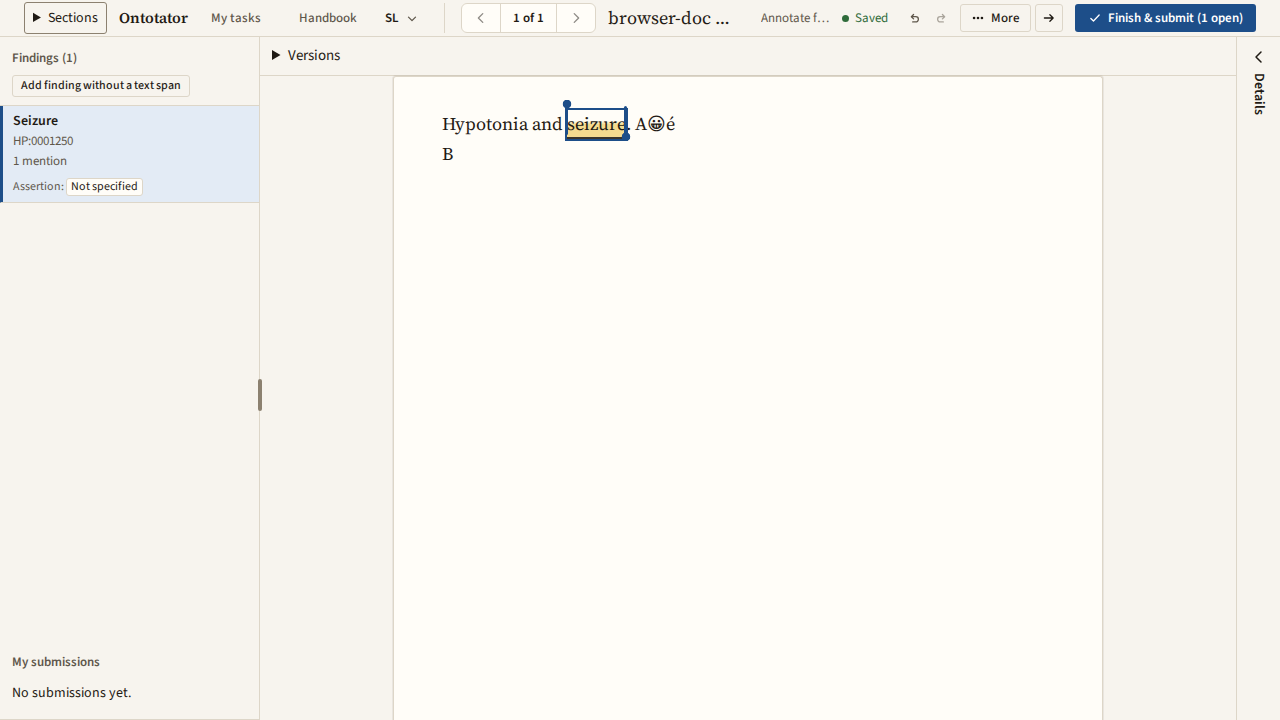 Sections
Ontotator
My tasks
Handbook
SL
1 of 1
browser-doc ...
Annotate f...
Saved
More
Finish & submit (1 open)
Findings (1)
Add finding without a text span
Seizure
HP:0001250
1 mention
Assertion: Not specified
My submissions
No submissions yet.
Versions
Hypotonia and seizure. A😀é
B
Details